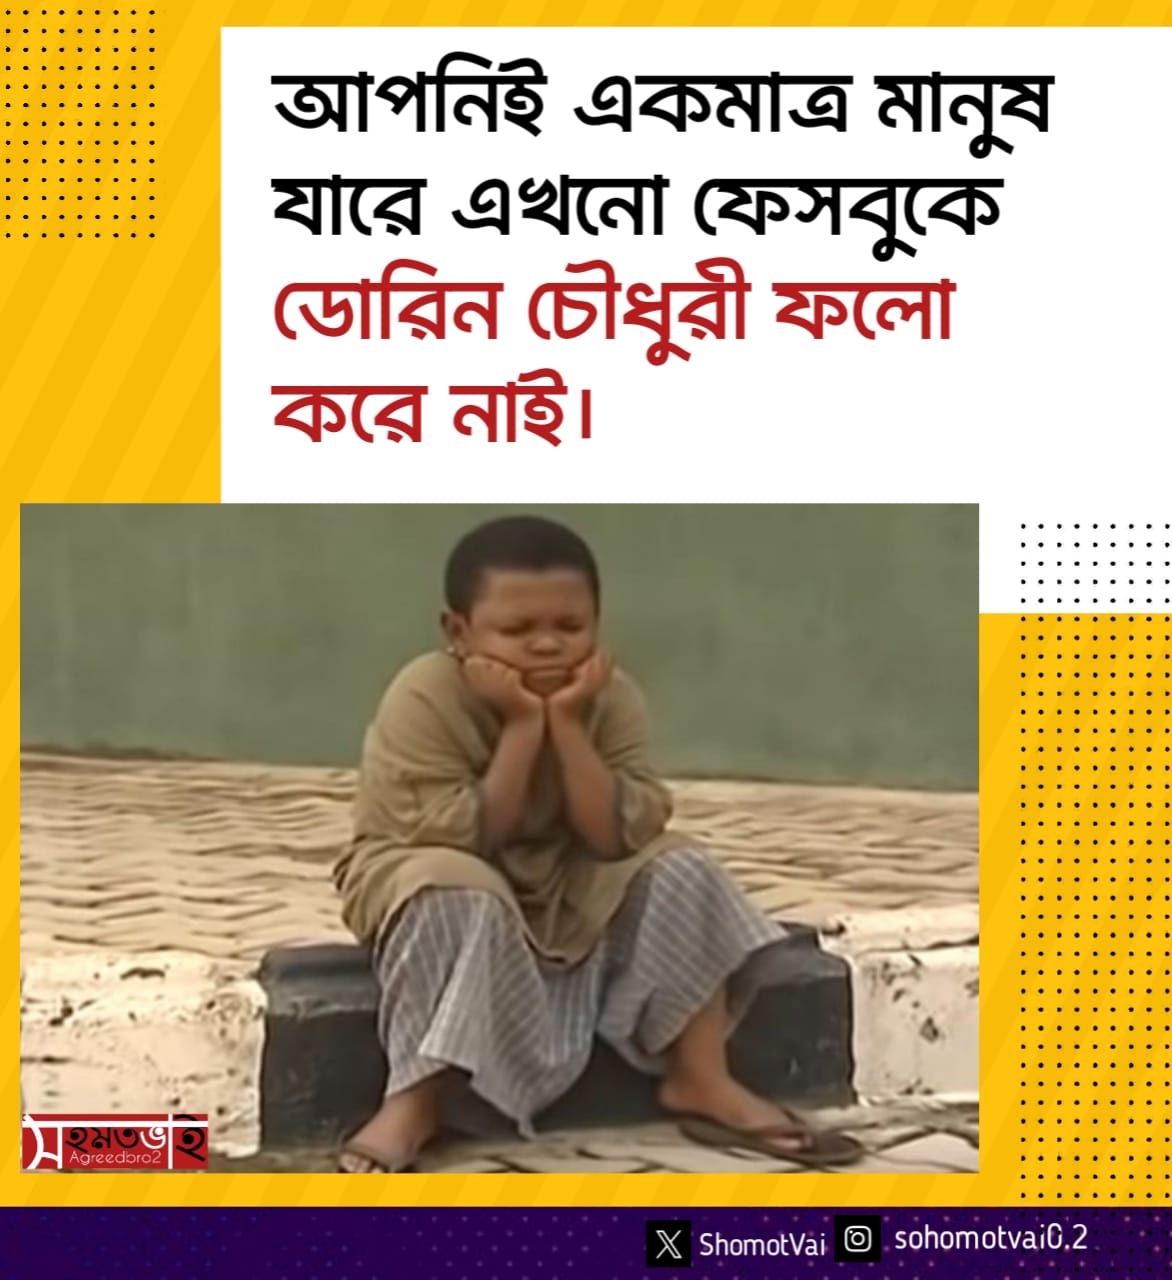 আপনিই একমাত্র মানুষ
যারে এখনো ফেসবুকে
ডোরিন চৌধুরী ফলো
করে নাই।
সহমতভাই
Agreedbro2
ShomotVai
sohomotvai0.2